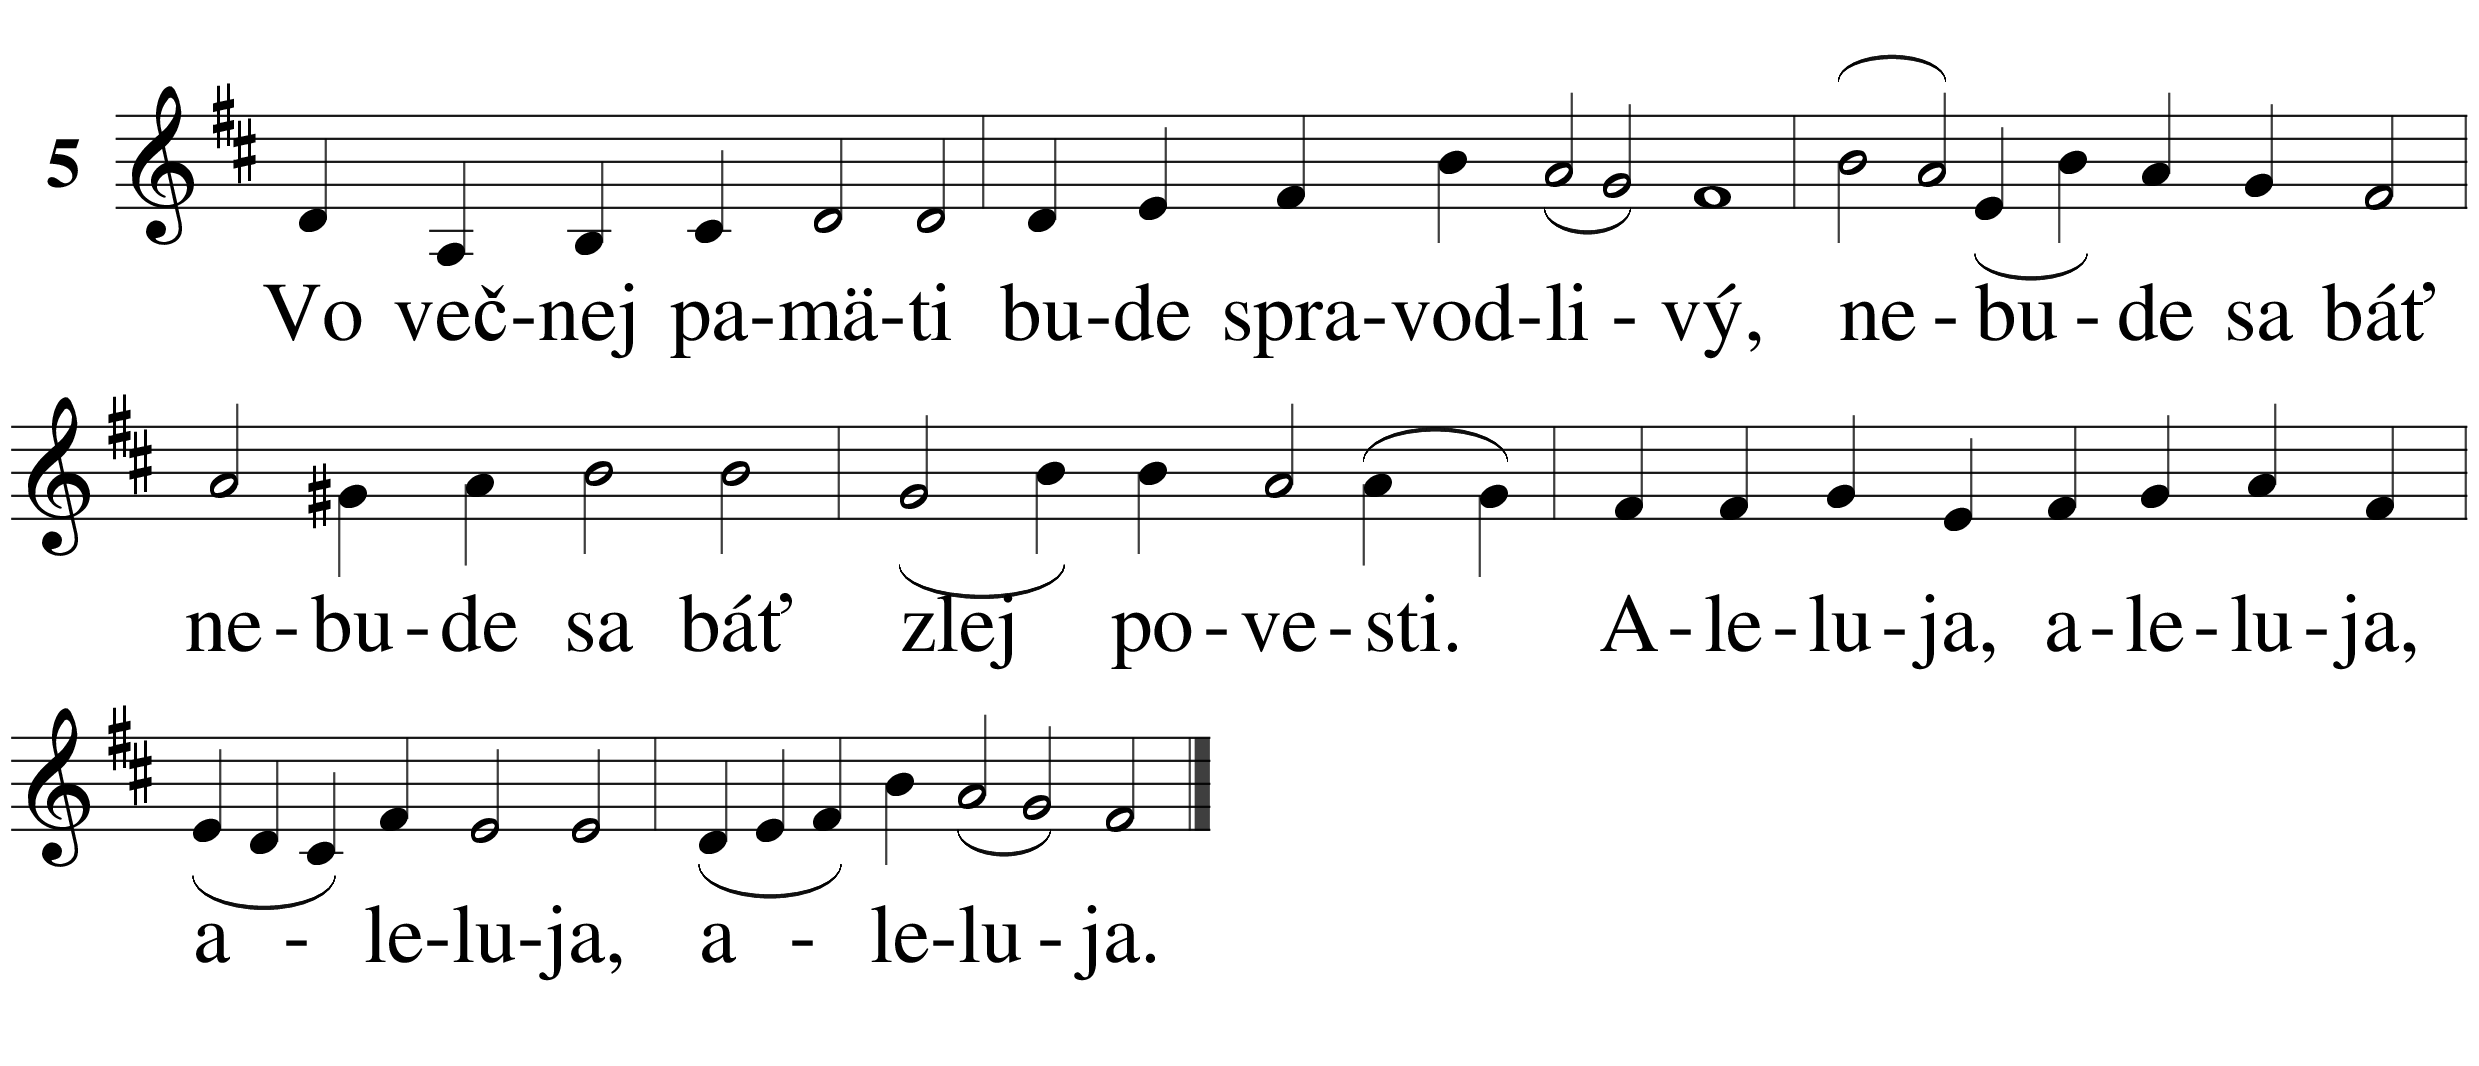 5
Vo več-nej pa-mä-ti bu-de spra-vod-li - vý, ne - bu - de sa báť
ne - bu - de sa báť zlej po - ve - sti. A - le - lu - ja, a - le - lu - ja,
a - le-lu-ja, a - le-lu - ja.